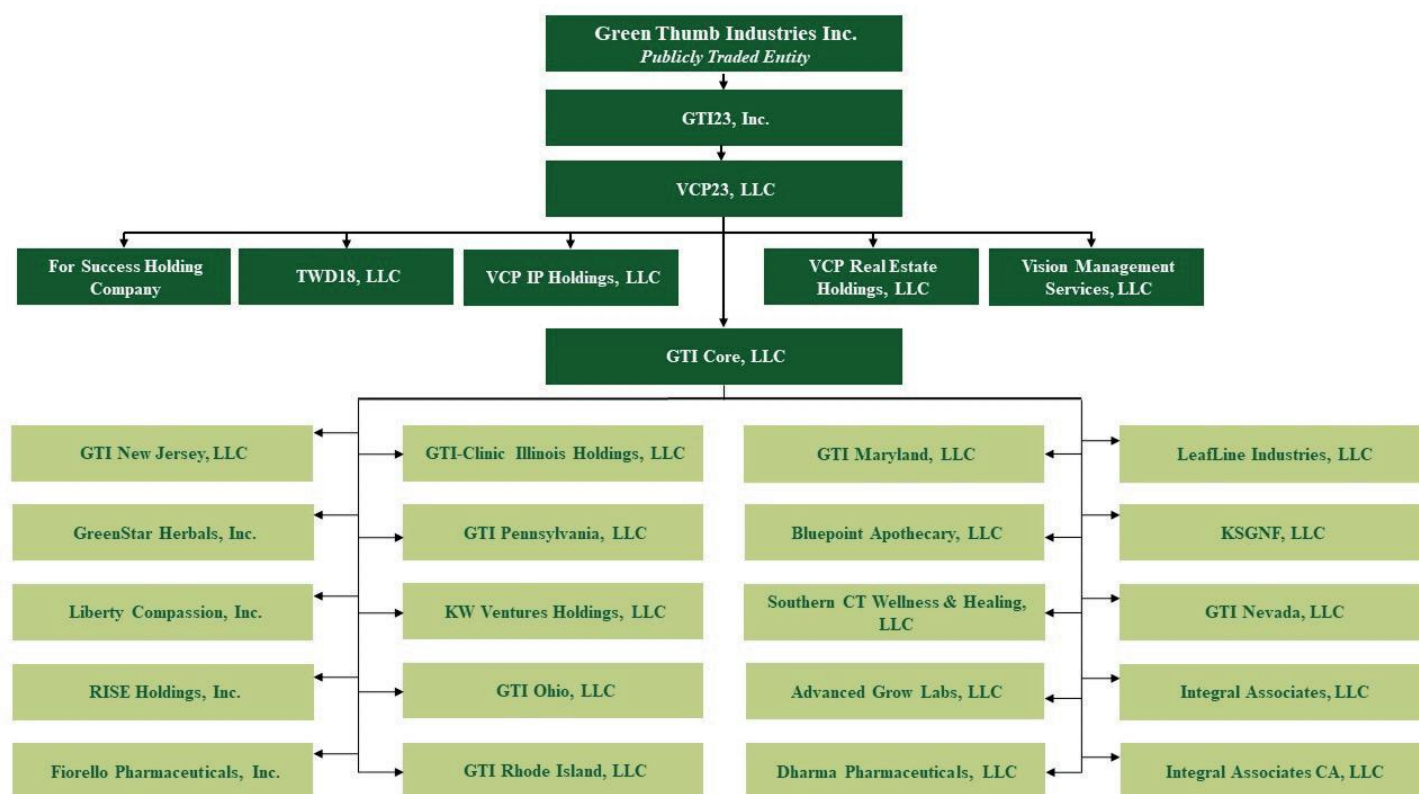 Green Thumb Industries Inc.
Publicly Traded Entity
GTI23, Inc.
VCP23, LLC
For Success Holding
Company
TWD18, LLC
VCP IP Holdings, LLC
VCP Real Estate
Holdings, LLC
Vision Management
Services, LLC
GTI Core, LLC
GTI New Jersey, LLC
GTI-Clinic Illinois Holdings, LLC
GTI Maryland, LLC
LeafLine Industries, LLC
GreenStar Herbals, Inc.
GTI Pennsylvania, LLC
Bluepoint Apothecary, LLC
KSGNF, LLC
Liberty Compassion, Inc.
KW Ventures Holdings, LLC
Southern CT Wellness & Healing,
LLC
GTI Nevada, LLC
RISE Holdings, Inc.
GTI Ohio, LLC
Advanced Grow Labs, LLC
Integral Associates, LLC
Fiorello Pharmaceuticals, Inc.
GTI Rhode Island, LLC
Dharma Pharmaceuticals, LLC
Integral Associates CA, LLC